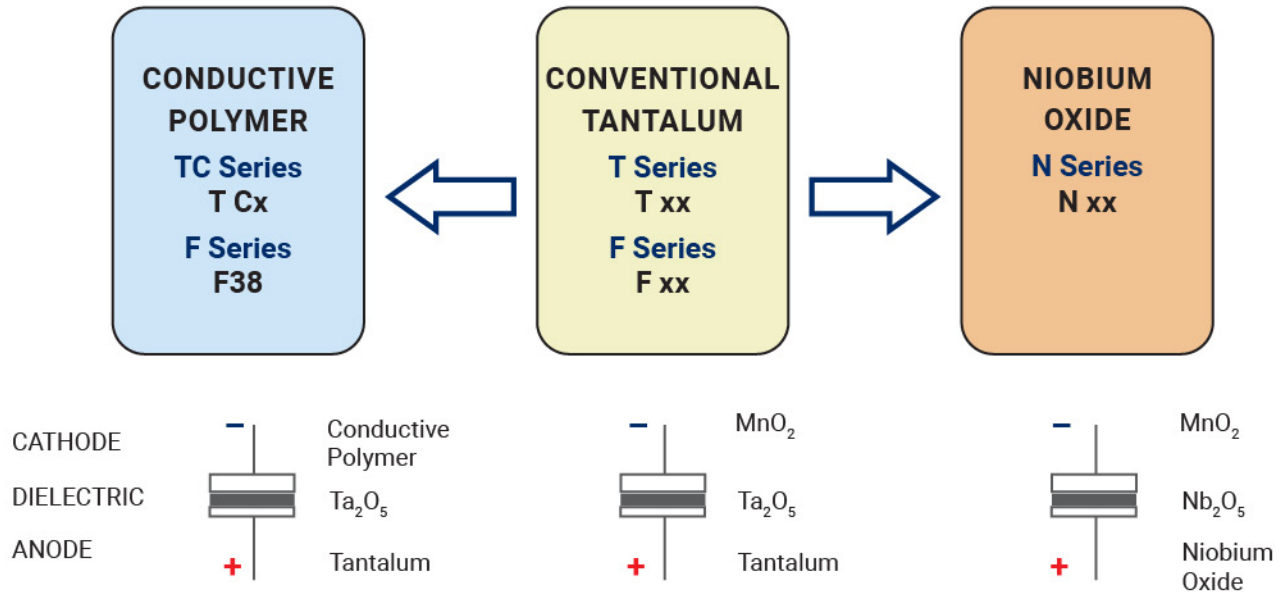 CONDUCTIVE
POLYMER
TC Series
T Cx
F Series
F38
CONVENTIONAL
TANTALUM
T Series
T xx
F Series
F xx
NIOBIUM
OXIDE
N Series
N xx
CATHODE
DIELECTRIC
ANODE
−
Conductive
Polymer
Ta₂O₅
+
Tantalum
−
MnO₂
Ta₂O₅
+
Tantalum
−
MnO₂
Nb₂O₅
+
Niobium
Oxide